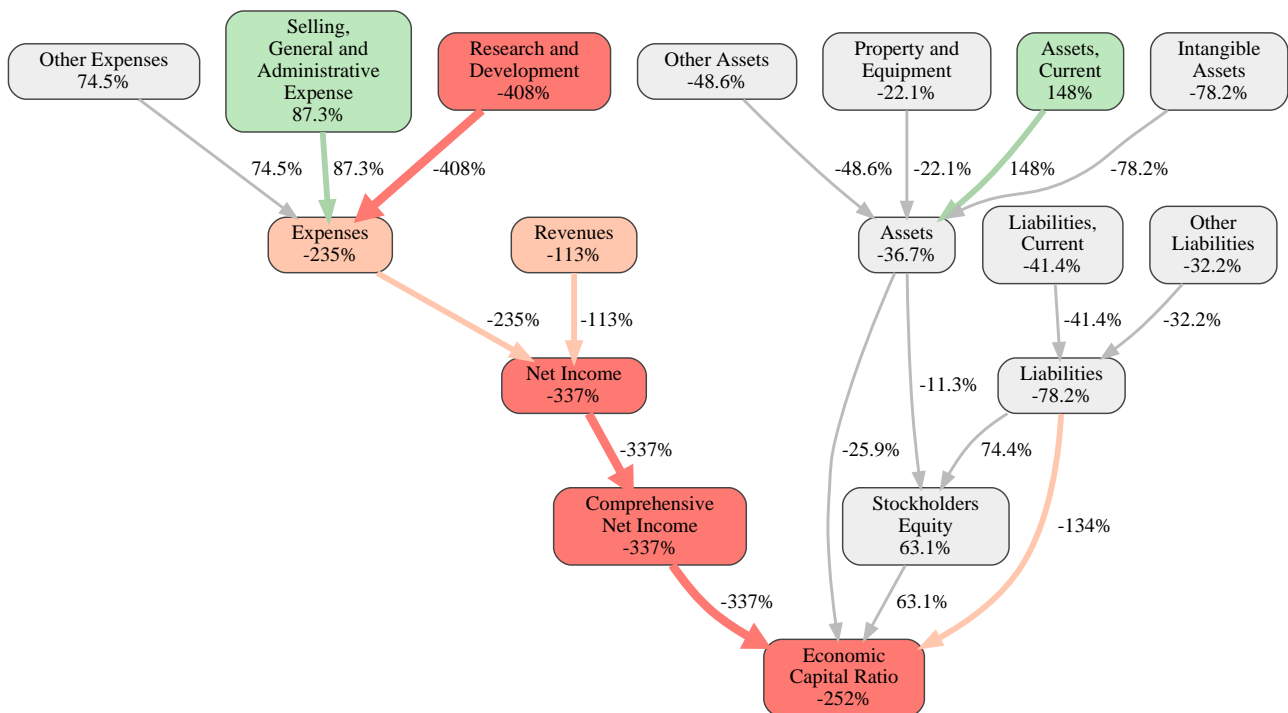 Other Expenses
74.5%
Selling,
General and
Administrative
Expense
87.3%
Research and
Development
-408%
Other Assets
-48.6%
Property and
Equipment
-22.1%
Assets,
Current
148%
Intangible
Assets
-78.2%
74.5%
87.3%
-408%
-48.6%
-22.1%
148%
-78.2%
Expenses
-235%
Revenues
-113%
Assets
-36.7%
Liabilities,
Current
-41.4%
Other
Liabilities
-32.2%
-235%
-113%
-41.4%
-32.2%
Net Income
-337%
-11.3%
Liabilities
-78.2%
-337%
-25.9%
74.4%
Comprehensive
Net Income
-337%
Stockholders
Equity
63.1%
-134%
-337%
63.1%
Economic
Capital Ratio
-252%